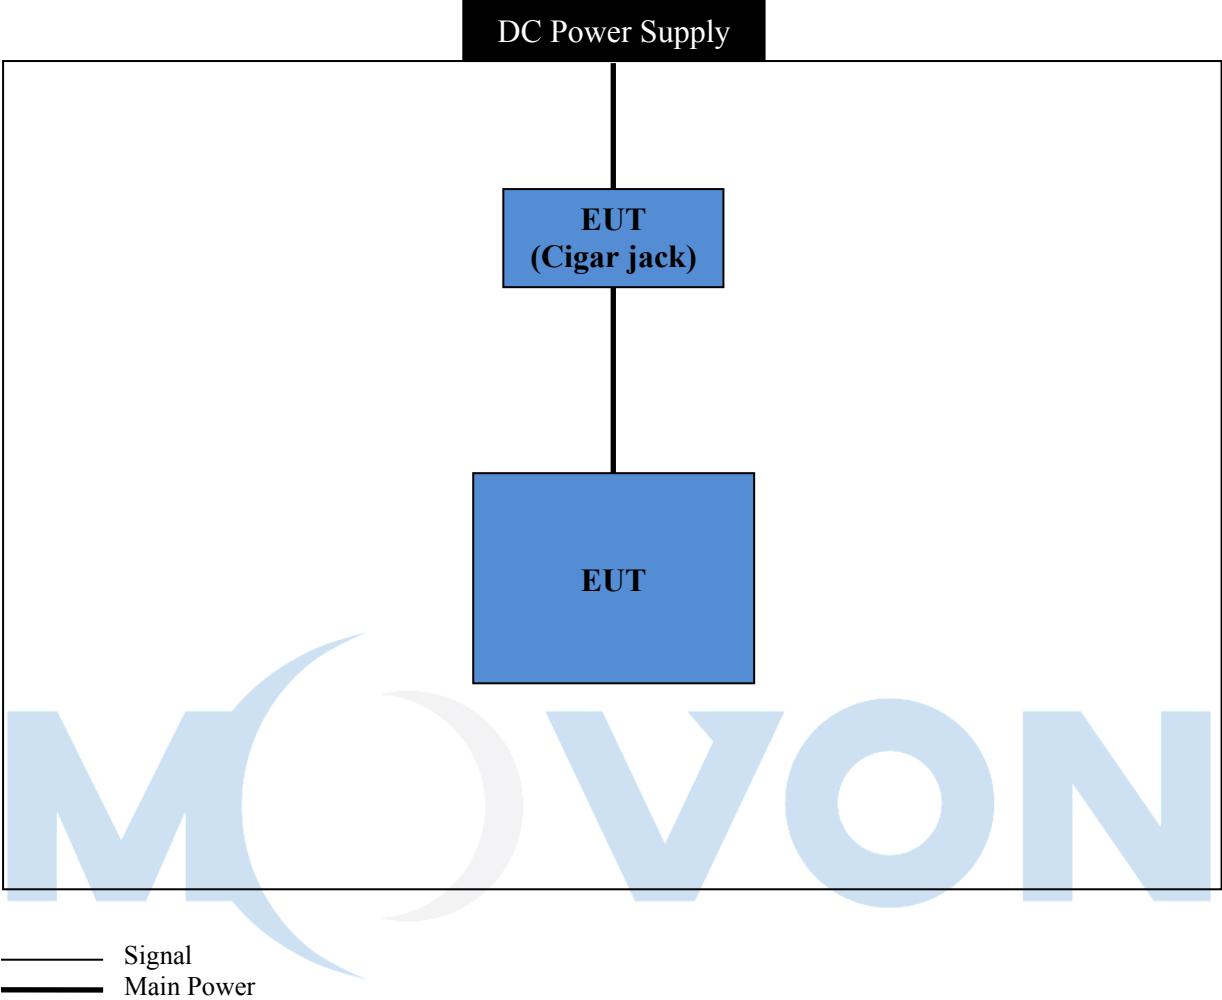 DC Power Supply
EUT
(Cigar jack)
EUT
MOVON
Signal
Main Power